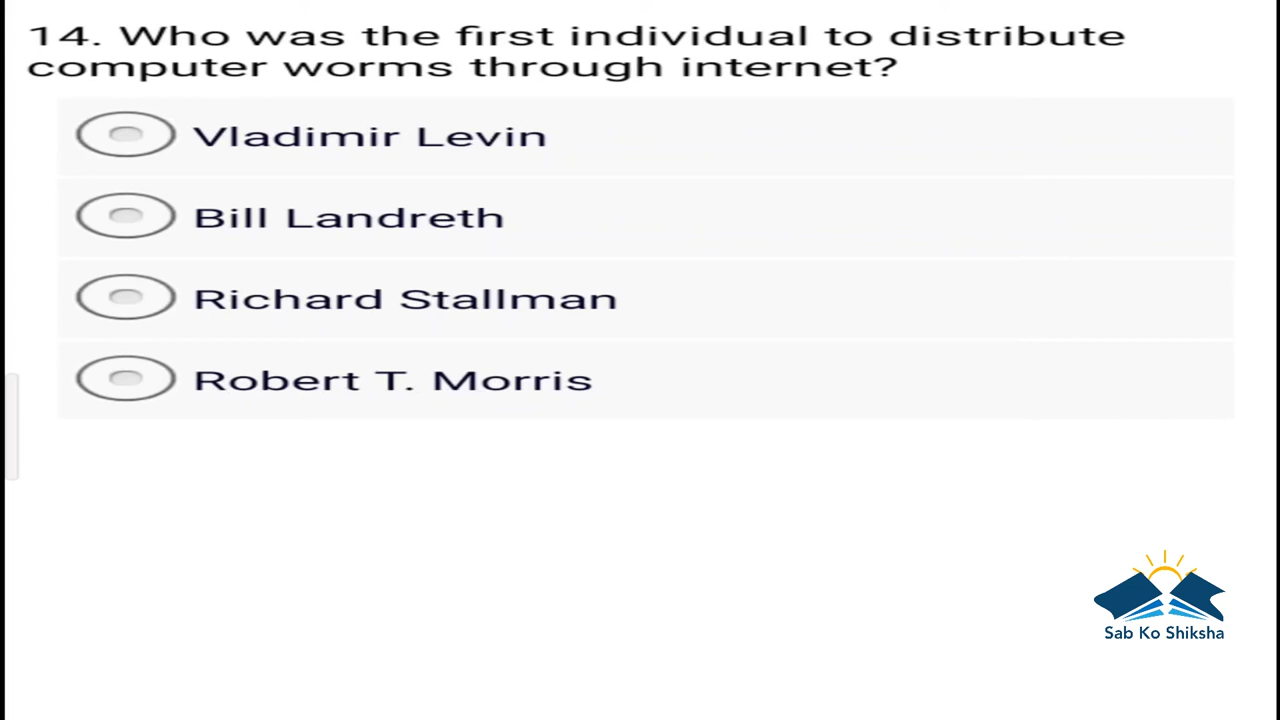 14. Who was the first individual to distribute
computer worms through internet?
Vladimir Levin
Bill Landreth
Richard Stallman
Robert T. Morris
Sab Ko Shiksha